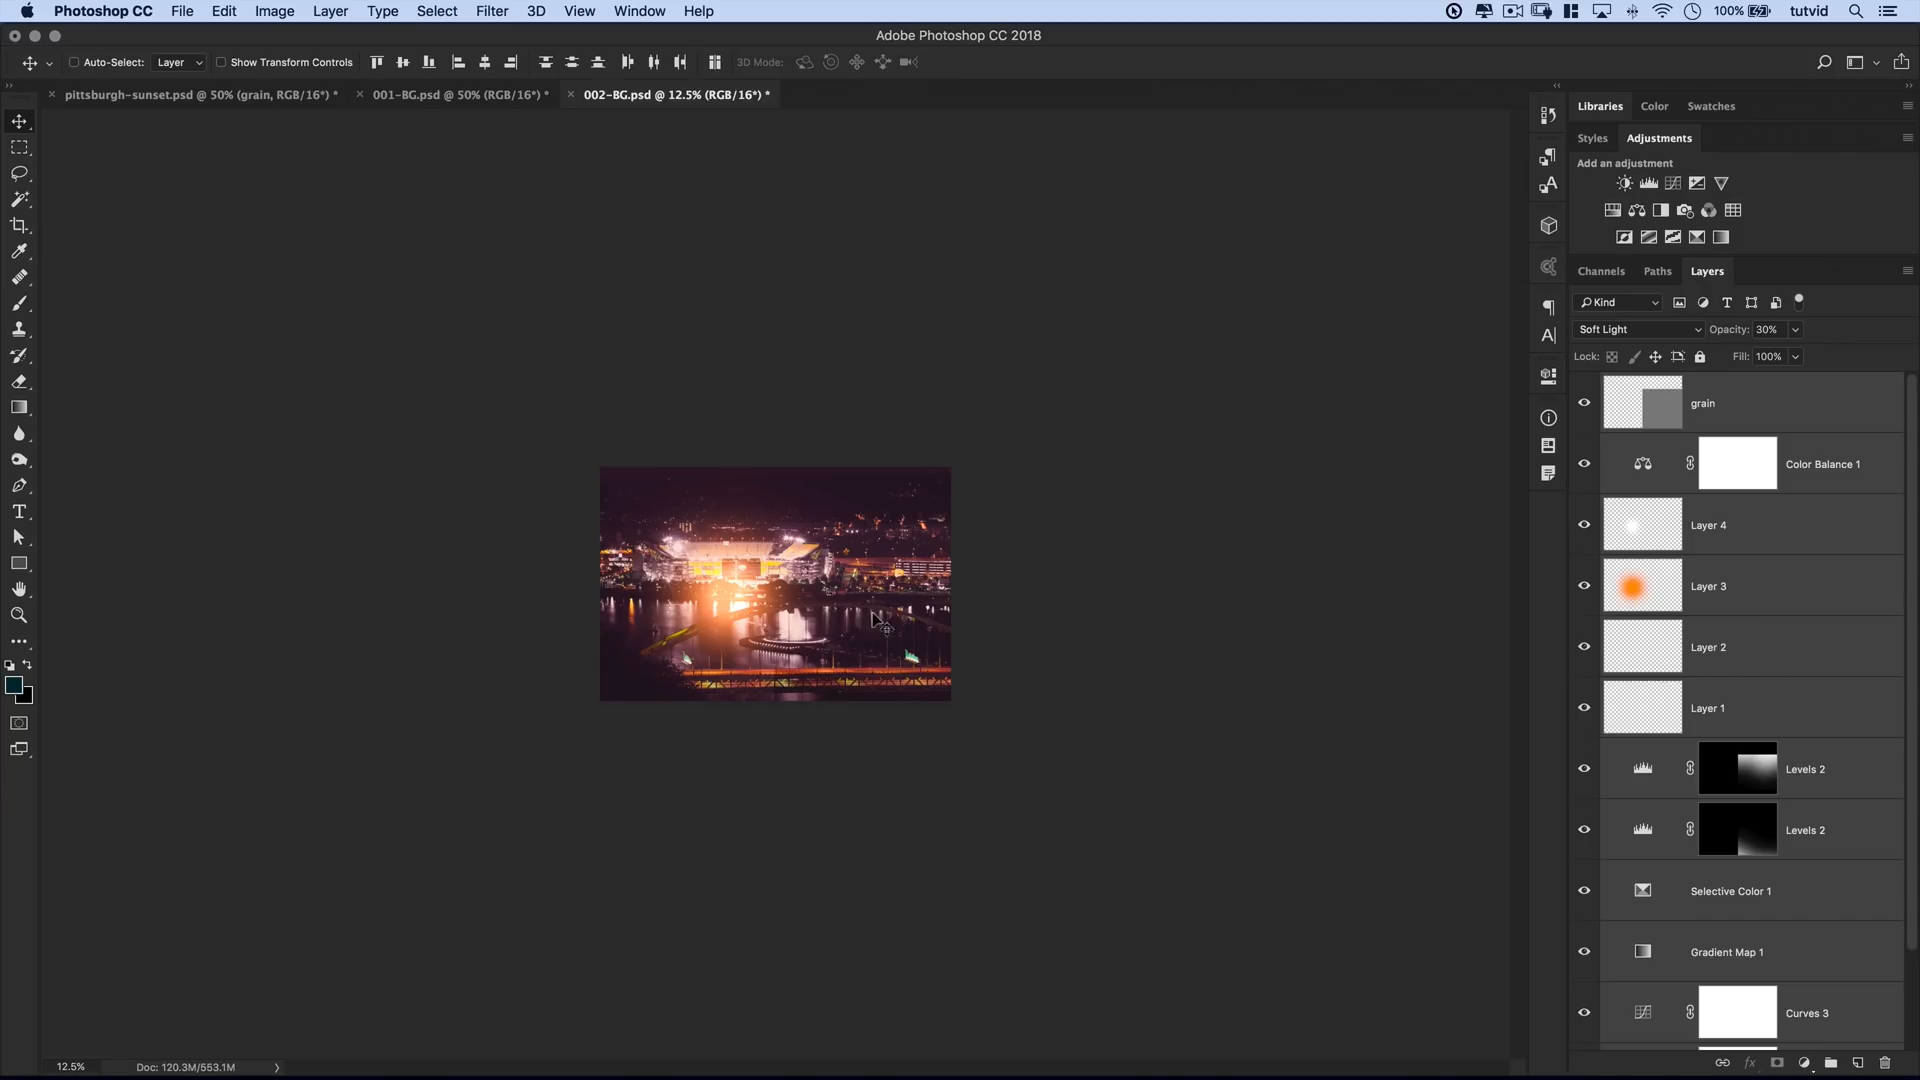 Photoshop CC File Edit Image Layer Type Select Filter 3D View Window Help 100% tutvid
Adobe Photoshop CC 2018
Auto-Select: Layer Show Transform Controls 3D Mode:
pittsburgh-sunset.psd @ 50% (grain, RGB/16*) * 001-BG.psd @ 50% (RGB/16*) * 002-BG.psd @ 12.5% (RGB/16*) *
Libraries Color Swatches
Styles Adjustments
Add an adjustment
Channels Paths Layers
Kind
Soft Light Opacity: 30%
Lock: Fill: 100%
grain
Color Balance 1
Layer 4
Layer 3
Layer 2
Layer 1
Levels 2
Levels 2
Selective Color 1
Gradient Map 1
Curves 3
12.5% Doc: 120.3M/553.1M